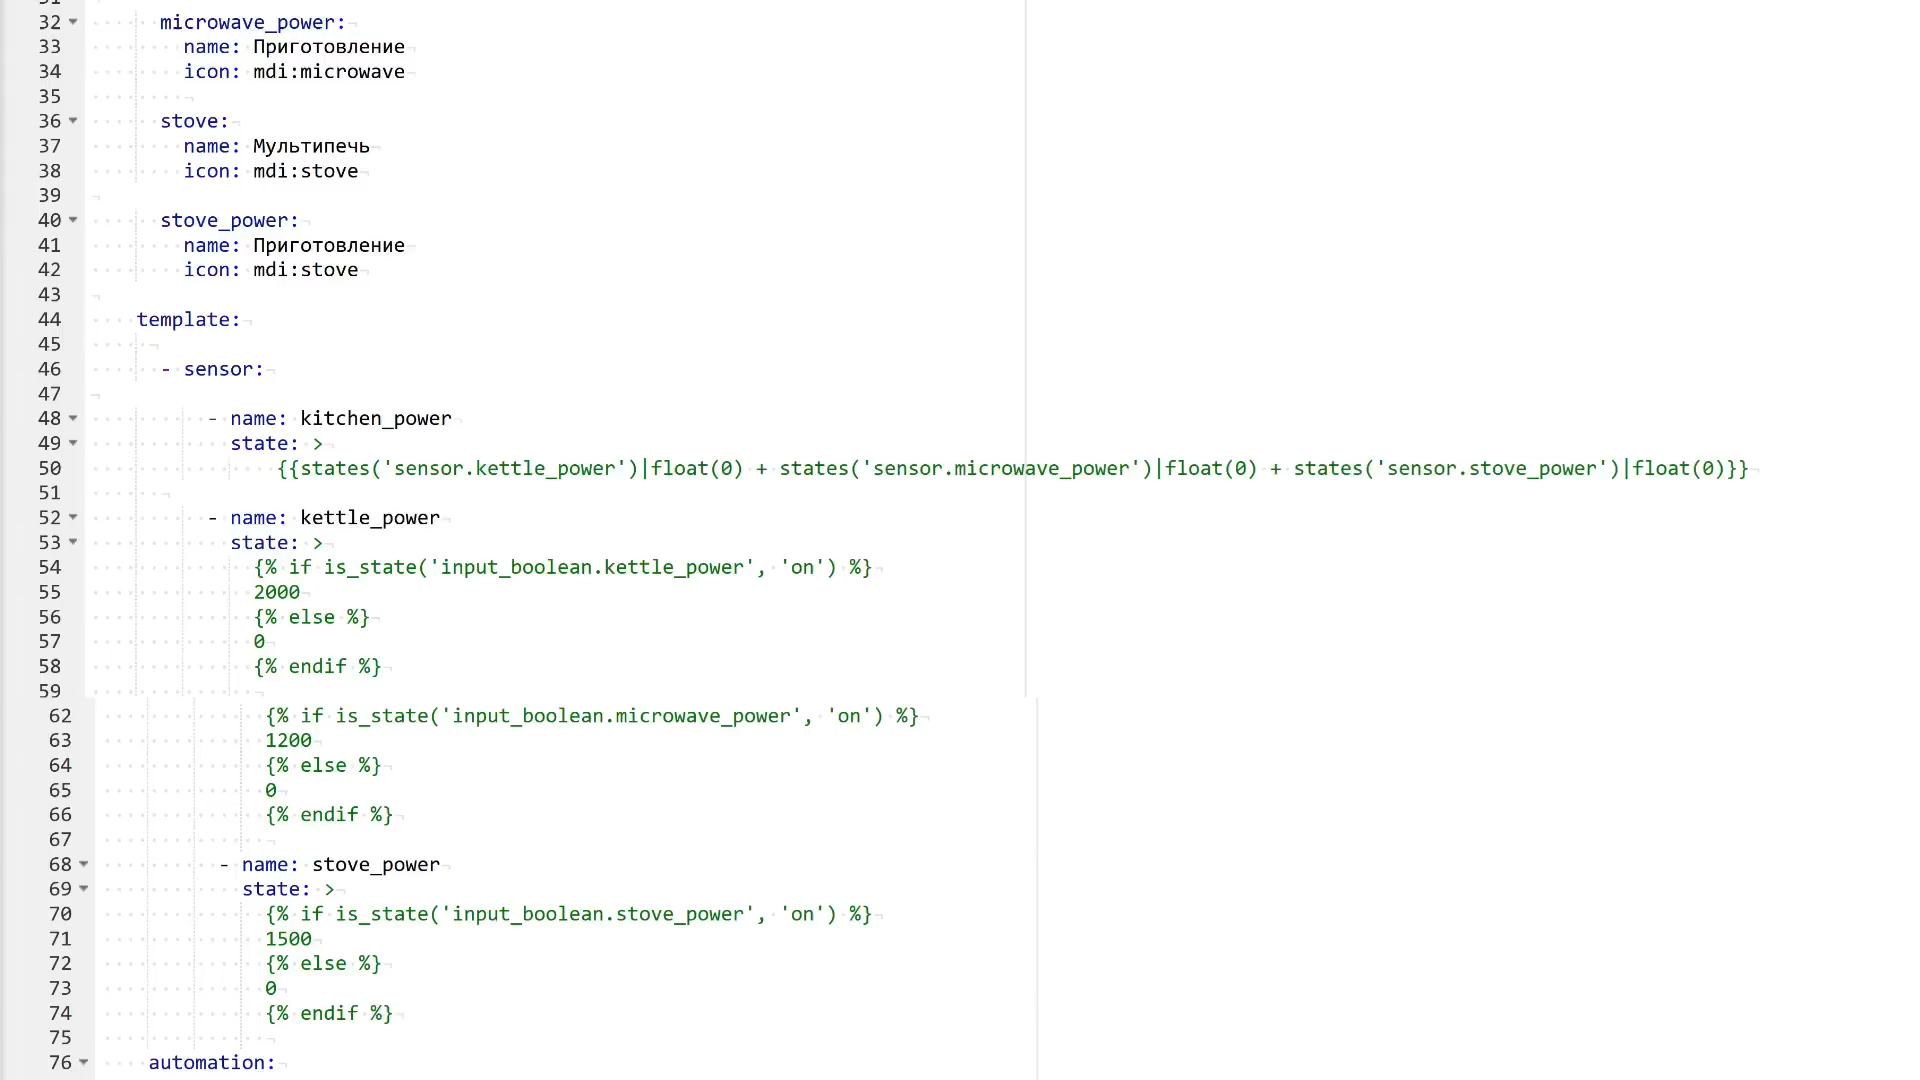 32 microwave_power:
33 name: Приготовление
34 icon: mdi:microwave
35
36 stove:
37 name: Мультипечь
38 icon: mdi:stove
39
40 stove_power:
41 name: Приготовление
42 icon: mdi:stove
43
44 template:
45
46 - sensor:
47
48 - name: kitchen_power
49 state: >
50 {{states('sensor.kettle_power')|float(0) + states('sensor.microwave_power')|float(0) + states('sensor.stove_power')|float(0)}}
51
52 - name: kettle_power
53 state: >
54 {% if is_state('input_boolean.kettle_power', 'on') %}
55 2000
56 {% else %}
57 0
58 {% endif %}
59
62 {% if is_state('input_boolean.microwave_power', 'on') %}
63 1200
64 {% else %}
65 0
66 {% endif %}
67
68 - name: stove_power
69 state: >
70 {% if is_state('input_boolean.stove_power', 'on') %}
71 1500
72 {% else %}
73 0
74 {% endif %}
75
76 automation: